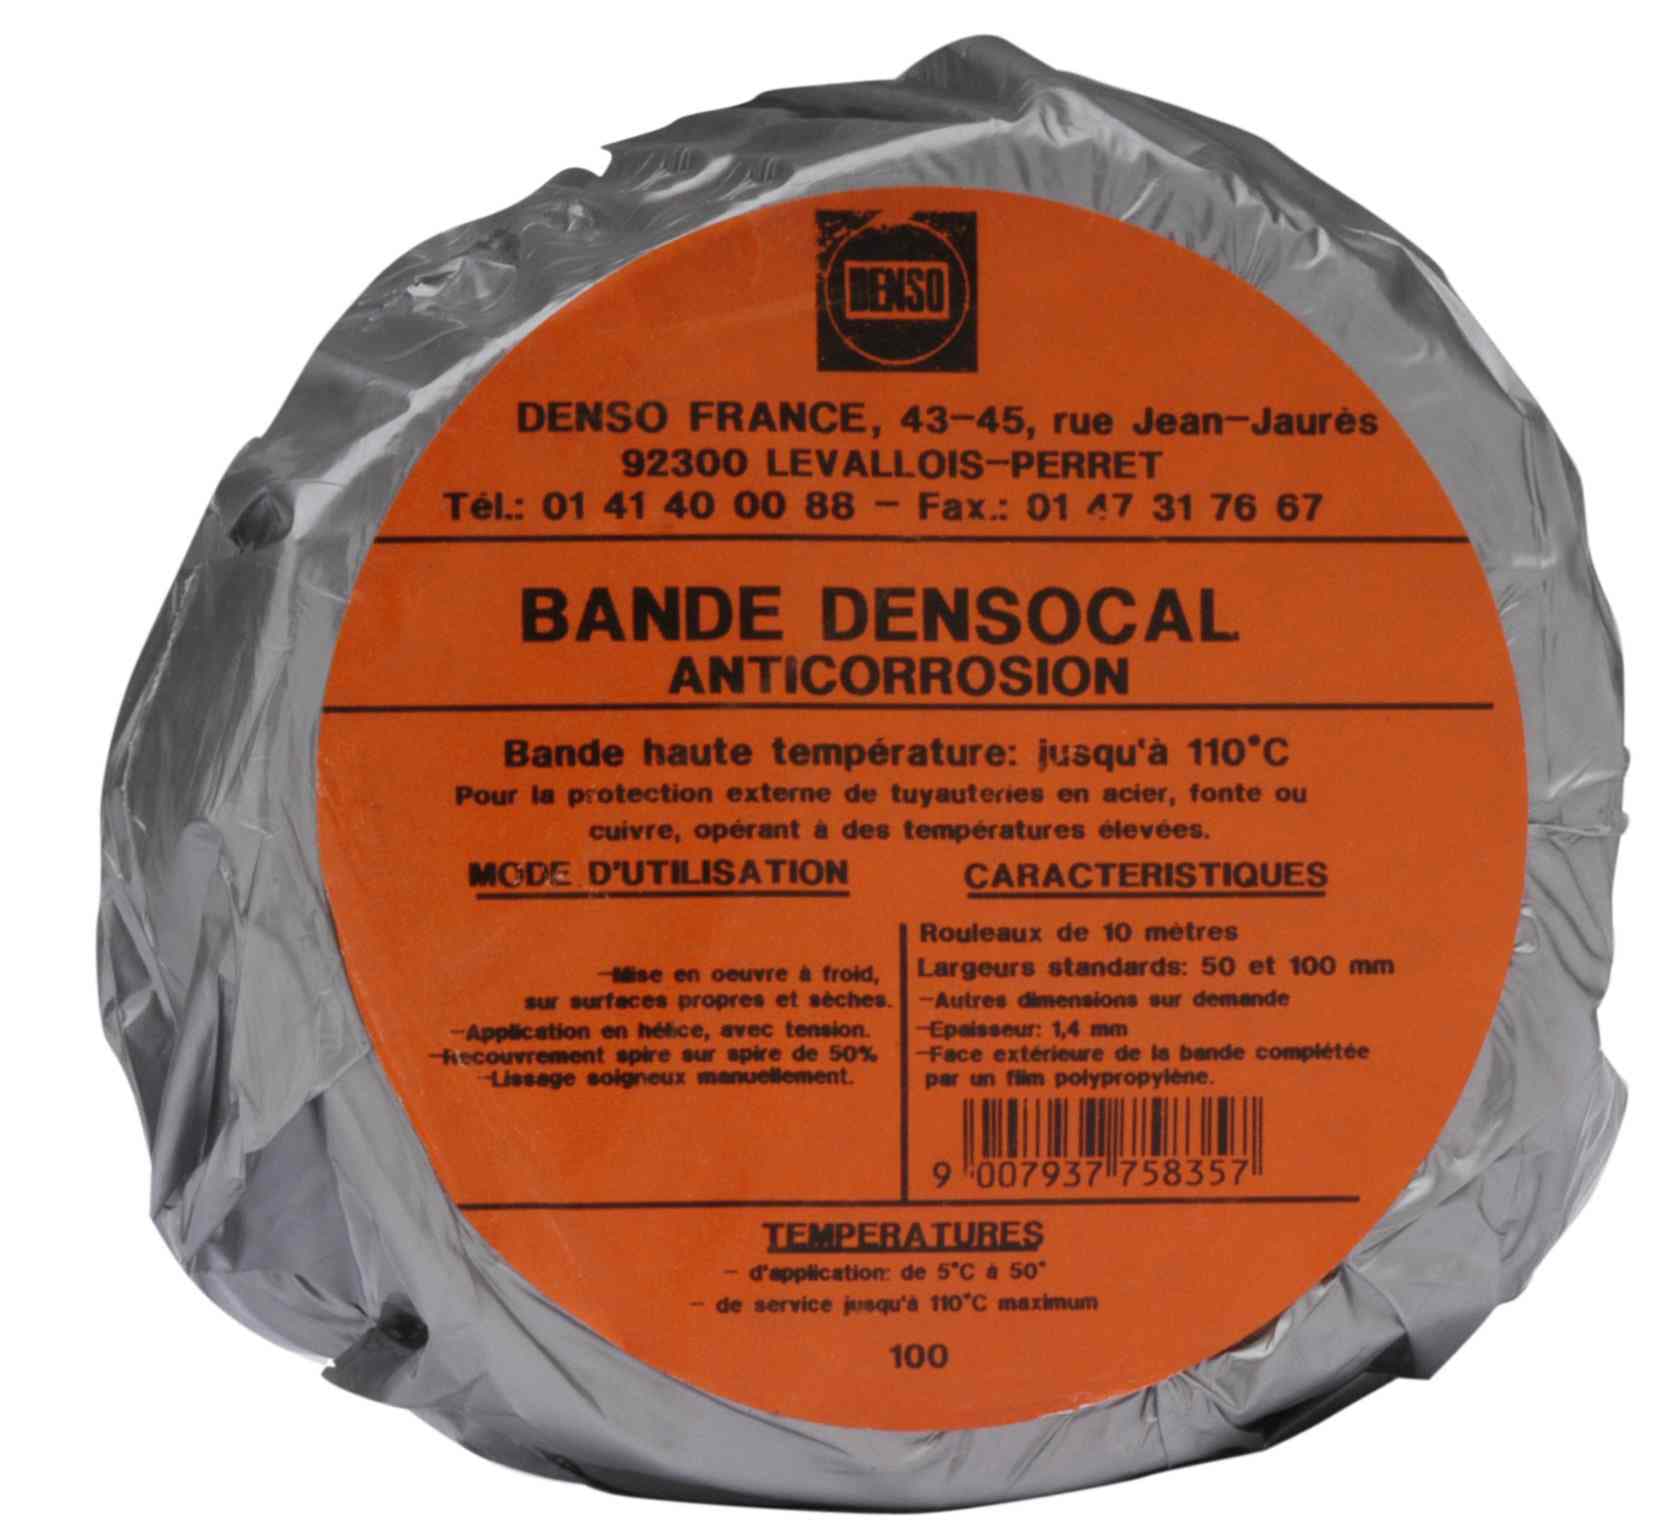 DENSO
DENSO FRANCE, 43-45, rue Jean-Jaurès
92300 LEVALLOIS-PERRET
Tél.: 01 41 40 00 88 - Fax.: 01 47 31 76 67
BANDE DENSOCAL
ANTICORROSION
Bande haute température: jusqu'à 110°C
Pour la protection externe de tuyauteries en acier, fonte ou
cuivre, opérant à des températures élevées.
MODE D'UTILISATION
-Mise en oeuvre à froid,
sur surfaces propres et sèches.
-Application en hélice, avec tension.
-Recouvrement spire sur spire de 50%
-Lissage soigneux manuellement.
CARACTERISTIQUES
Rouleaux de 10 mètres
Largeurs standards: 50 et 100 mm
-Autres dimensions sur demande
-Epaisseur: 1,4 mm
-Face extérieure de la bande complétée
par un film polypropylène.
9 007937 758357
TEMPERATURES
- d'application: de 5°C à 50°
- de service jusqu'à 110°C maximum
100